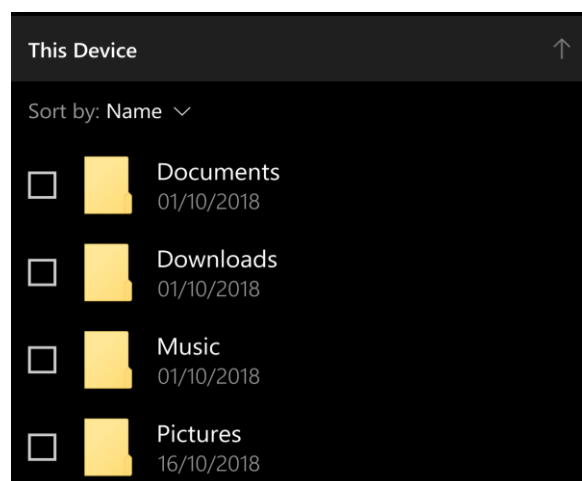 This Device
Sort by: Name
Documents
01/10/2018
Downloads
01/10/2018
Music
01/10/2018
Pictures
16/10/2018